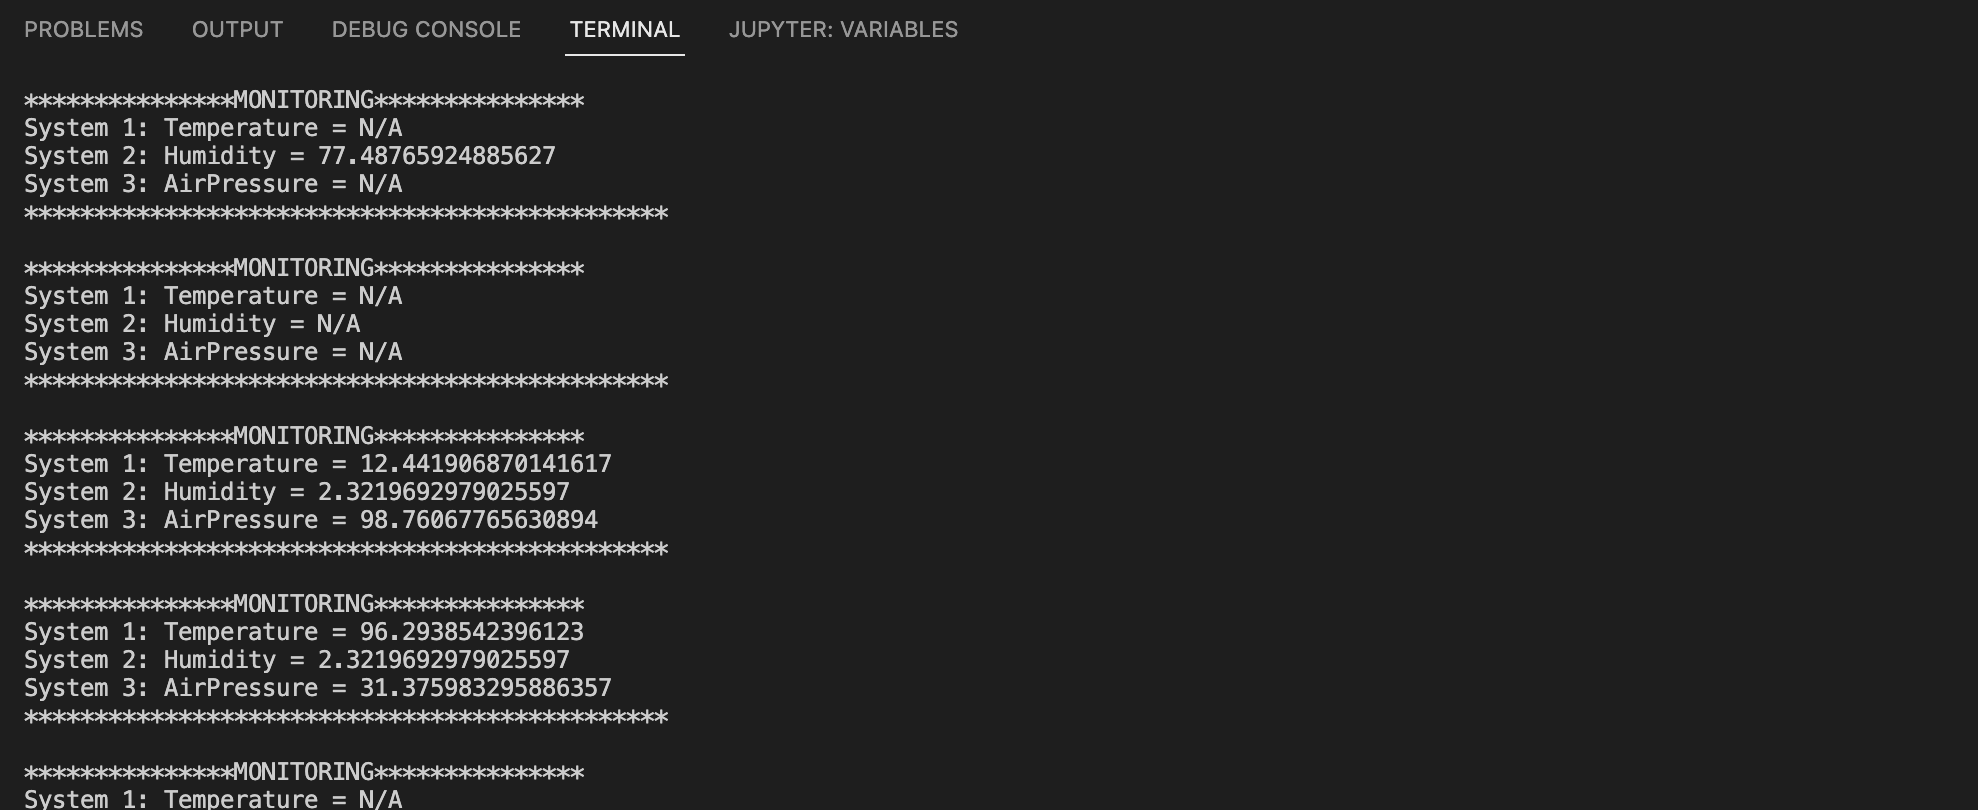 PROBLEMS OUTPUT DEBUG CONSOLE TERMINAL JUPYTER: VARIABLES
***************MONITORING***************
System 1: Temperature = N/A
System 2: Humidity = 77.48765924885627
System 3: AirPressure = N/A
**********************************************
***************MONITORING***************
System 1: Temperature = N/A
System 2: Humidity = N/A
System 3: AirPressure = N/A
**********************************************
***************MONITORING***************
System 1: Temperature = 12.441906870141617
System 2: Humidity = 2.3219692979025597
System 3: AirPressure = 98.76067765630894
**********************************************
***************MONITORING***************
System 1: Temperature = 96.2938542396123
System 2: Humidity = 2.3219692979025597
System 3: AirPressure = 31.375983295886357
**********************************************
***************MONITORING***************
System 1: Temperature = N/A